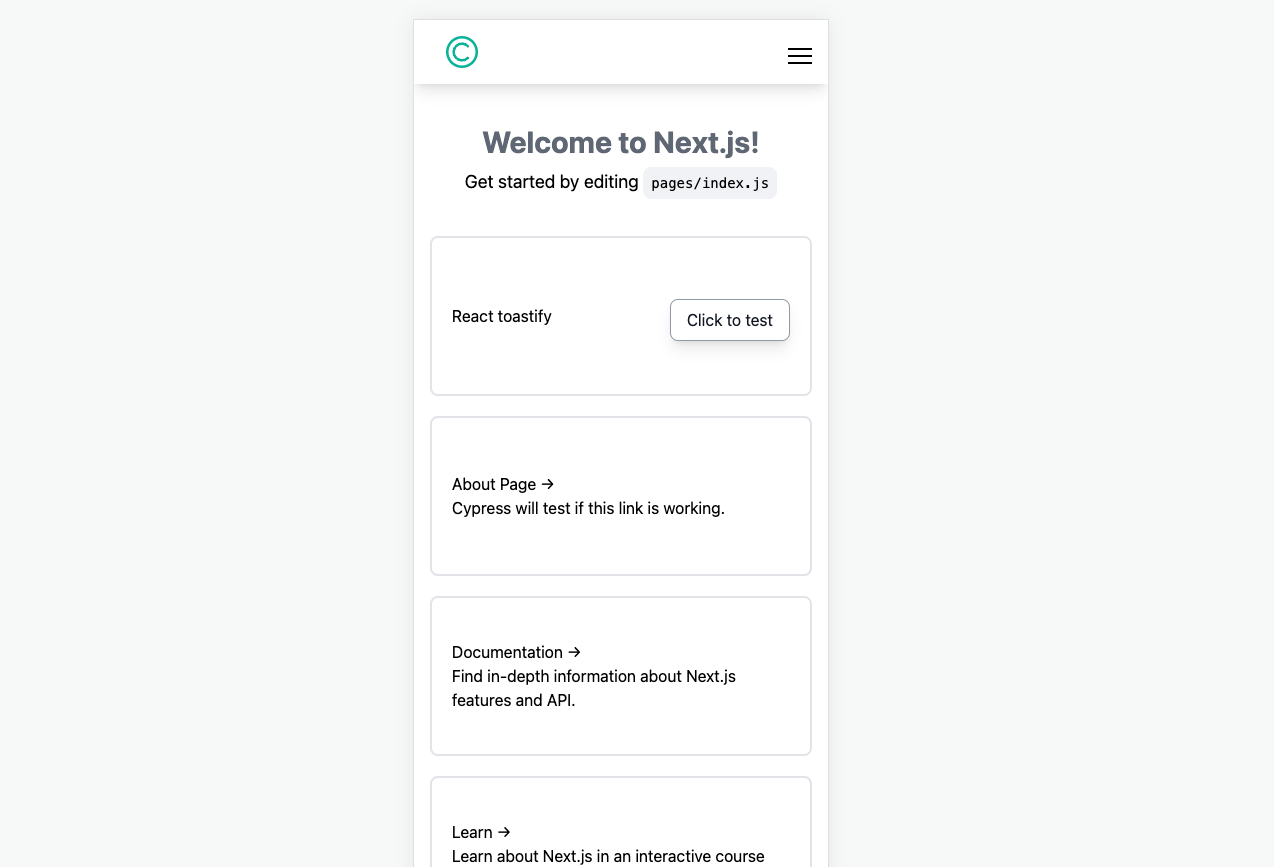 ©
Welcome to Next.js!
Get started by editing pages/index.js
React toastify
Click to test
About Page →
Cypress will test if this link is working.
Documentation →
Find in-depth information about Next.js
features and API.
Learn →
Learn about Next.js in an interactive course